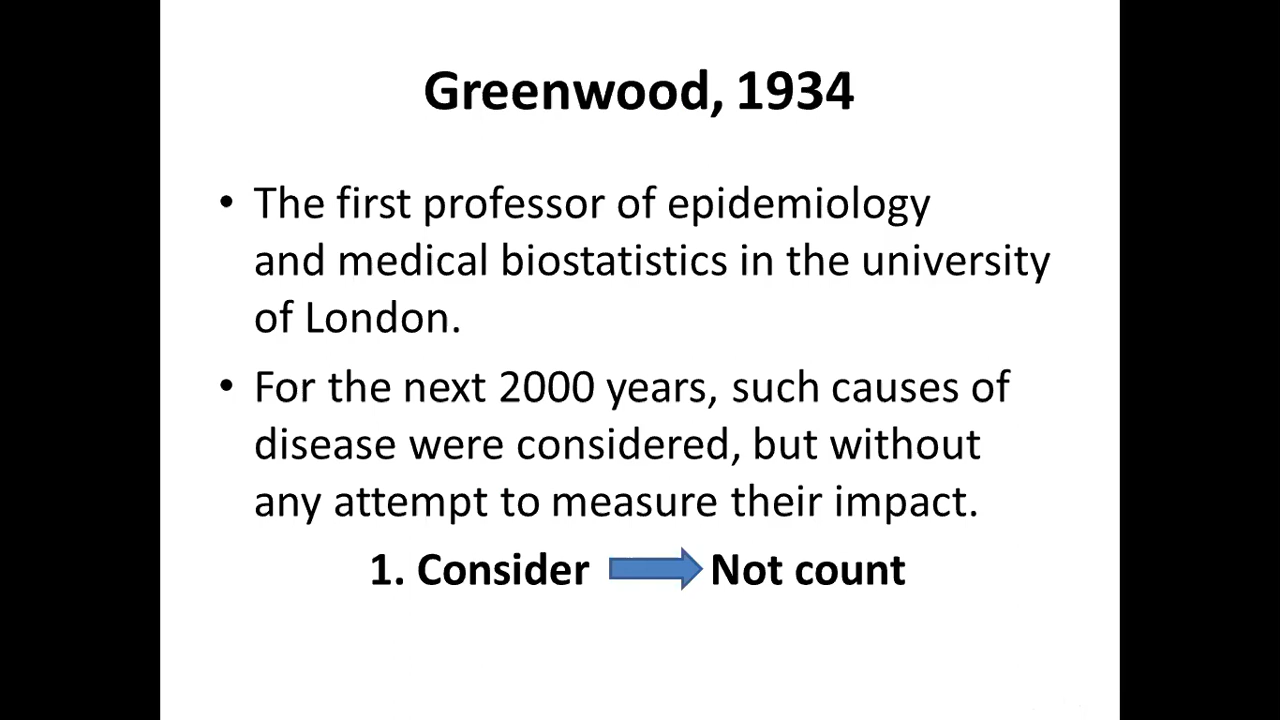 Greenwood, 1934
• The first professor of epidemiology
and medical biostatistics in the university
of London.
• For the next 2000 years, such causes of
disease were considered, but without
any attempt to measure their impact.
1. Consider Not count